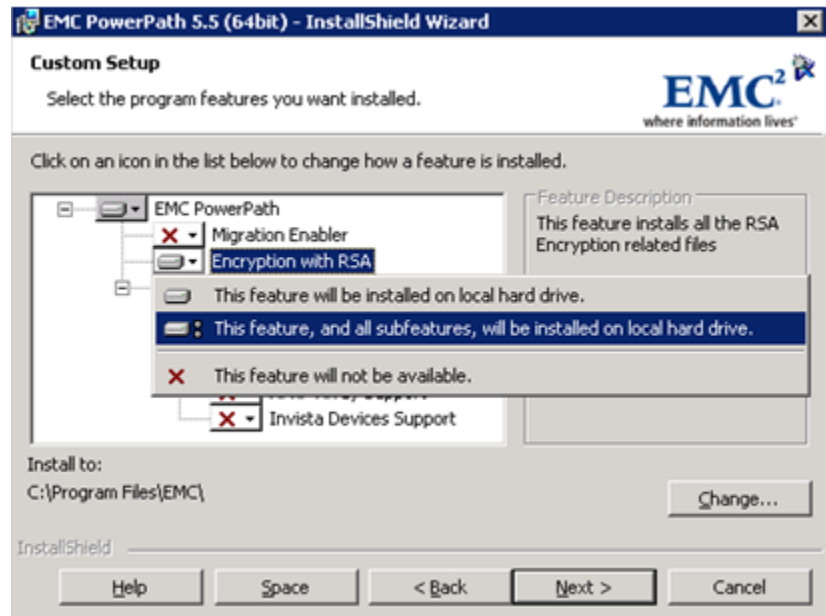 EMC PowerPath 5.5 (64bit) - InstallShield Wizard
Custom Setup
Select the program features you want installed.
EMC²
where information lives®
Click on an icon in the list below to change how a feature is installed.
EMC PowerPath
Migration Enabler
Encryption with RSA
Feature Description
This feature installs all the RSA
Encryption related files
This feature will be installed on local hard drive.
This feature, and all subfeatures, will be installed on local hard drive.
This feature will not be available.
Support
Invista Devices Support
Install to:
C:\Program Files\EMC\
Change...
InstallShield
Help
Space
< Back
Next >
Cancel